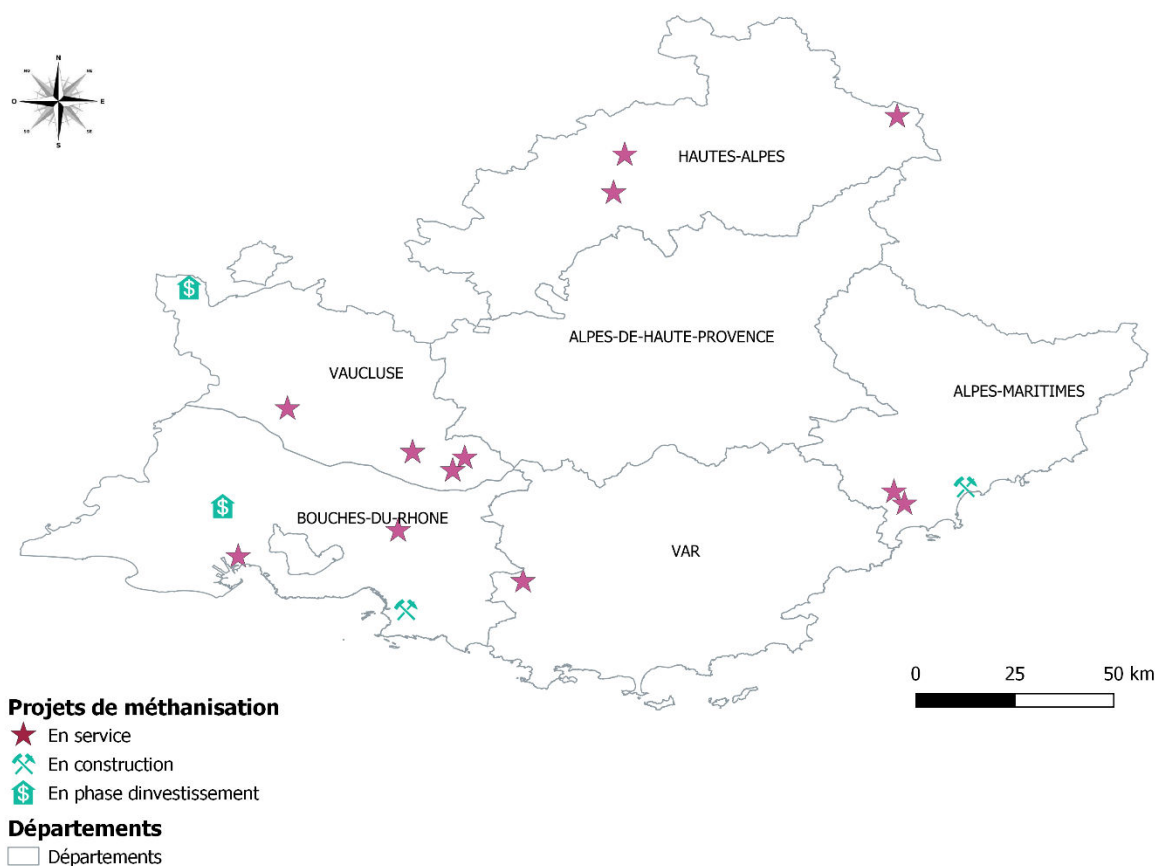 N
O
E
S
HAUTES-ALPES
ALPES-DE-HAUTE-PROVENCE
VAUCLUSE
ALPES-MARITIMES
BOUCHES-DU-RHONE
VAR
0 25 50 km
Projets de méthanisation
En service
En construction
En phase dinvestissement
Départements
Départements